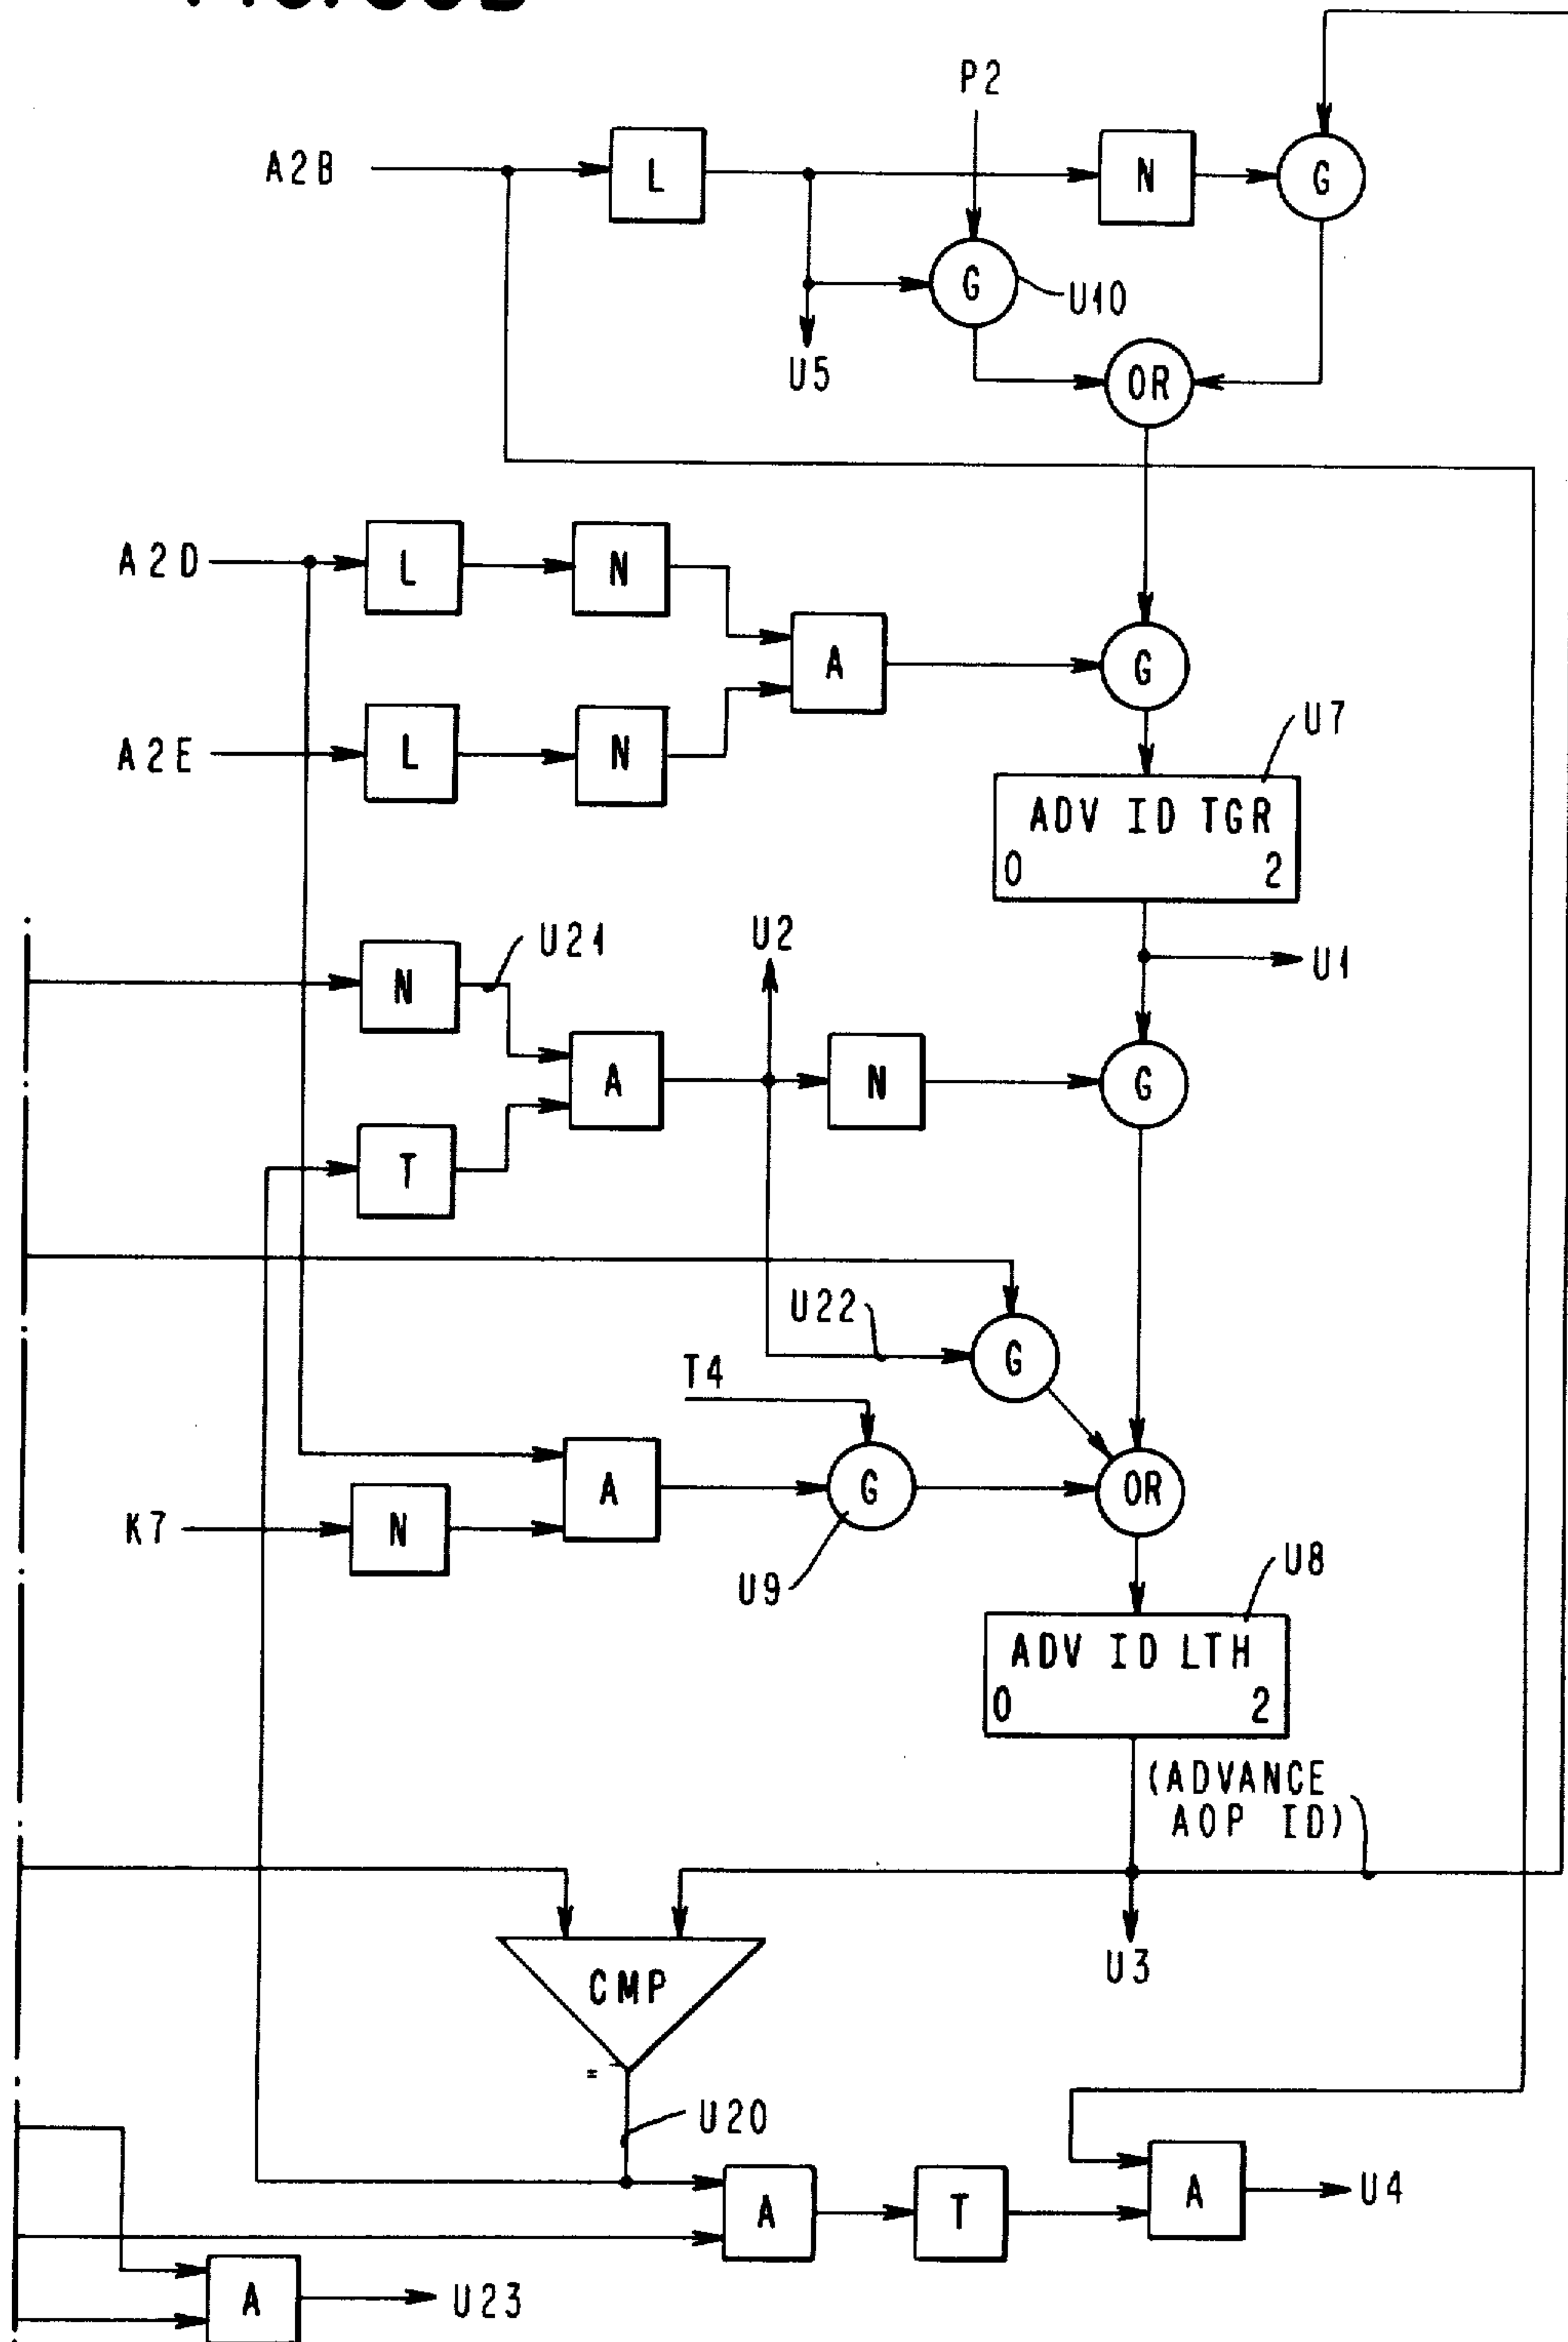 P2
A2B
L
N
G
G
U10
U5
OR
A2D
L
N
A
G
A2E
L
N
U7
ADV ID TGR
0 2
U2
U21
N
U1
A
N
G
T
U22
G
T4
A
G
OR
K7
N
U9
U8
ADV ID LTH
0 2
(ADVANCE
AOP ID)
U3
CMP
=
U20
A
T
A
U4
A
U23